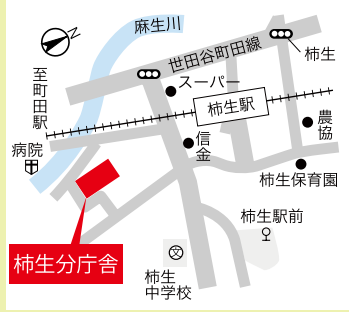 麻生川
N
世田谷町田線
柿生
至町田駅
スーパー
柿生駅
農協
信金
病院
柿生保育園
柿生駅前
柿生分庁舎
文
柿生
中学校